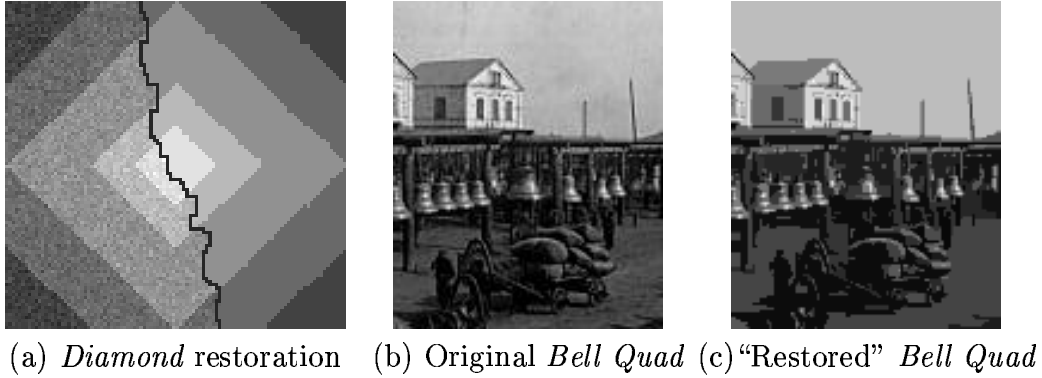 (a) Diamond restoration (b) Original Bell Quad (c) “Restored” Bell Quad